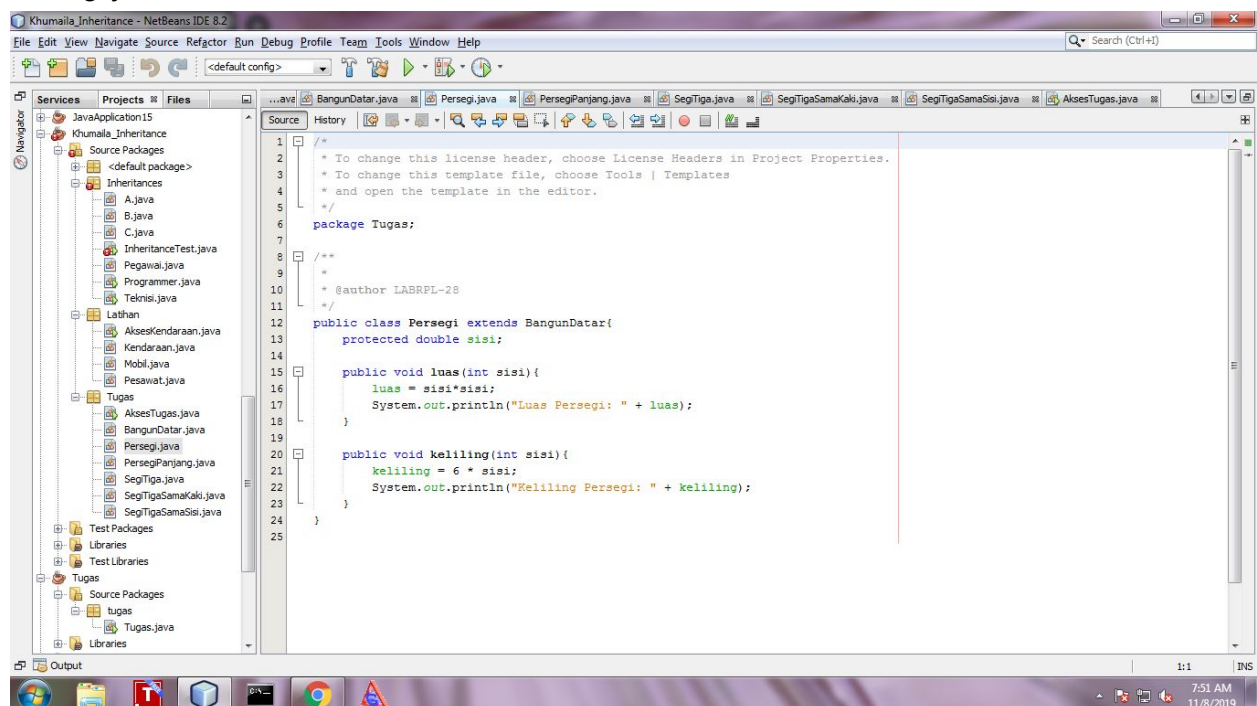 Khumaila_Inheritance - NetBeans IDE 8.2
File Edit View Navigate Source Refactor Run Debug Profile Team Tools Window Help
Search (Ctrl+I)
<default config>
Services Projects Files
...ava BangunDatar.java Persegi.java PersegiPanjang.java SegiTiga.java SegiTigaSamaKaki.java SegiTigaSamaSisi.java AksesTugas.java
Navigator
JavaApplication15
Khumaila_Inheritance
Source Packages
<default package>
Inheritances
A.java
B.java
C.java
InheritanceTest.java
Pegawai.java
Programmer.java
Teknisi.java
Latihan
AksesKendaraan.java
Kendaraan.java
Mobil.java
Pesawat.java
Tugas
AksesTugas.java
BangunDatar.java
Persegi.java
PersegiPanjang.java
SegiTiga.java
SegiTigaSamaKaki.java
SegiTigaSamaSisi.java
Test Packages
Libraries
Test Libraries
Tugas
Source Packages
tugas
Tugas.java
Libraries
Source History
1 /*
2 * To change this license header, choose License Headers in Project Properties.
3 * To change this template file, choose Tools | Templates
4 * and open the template in the editor.
5 */
6 package Tugas;
7
8 /**
9 *
10 * @author LABRPL-28
11 */
12 public class Persegi extends BangunDatar{
13 protected double sisi;
14
15 public void luas(int sisi){
16 luas = sisi*sisi;
17 System.out.println("Luas Persegi: " + luas);
18 }
19
20 public void keliling(int sisi){
21 keliling = 6 * sisi;
22 System.out.println("Keliling Persegi: " + keliling);
23 }
24 }
25
Output
1:1 INS
7:51 AM
11/8/2019